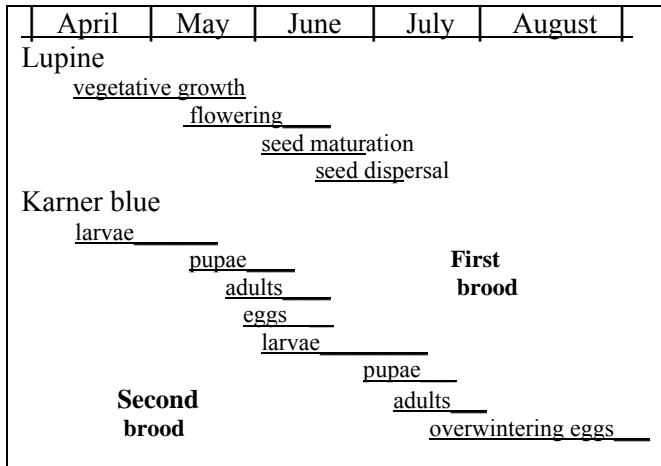 April May June July August
Lupine
vegetative growth
flowering
seed maturation
seed dispersal
Karner blue
larvae
pupae
First
adults
brood
eggs
larvae
pupae
Second
adults
brood
overwintering eggs